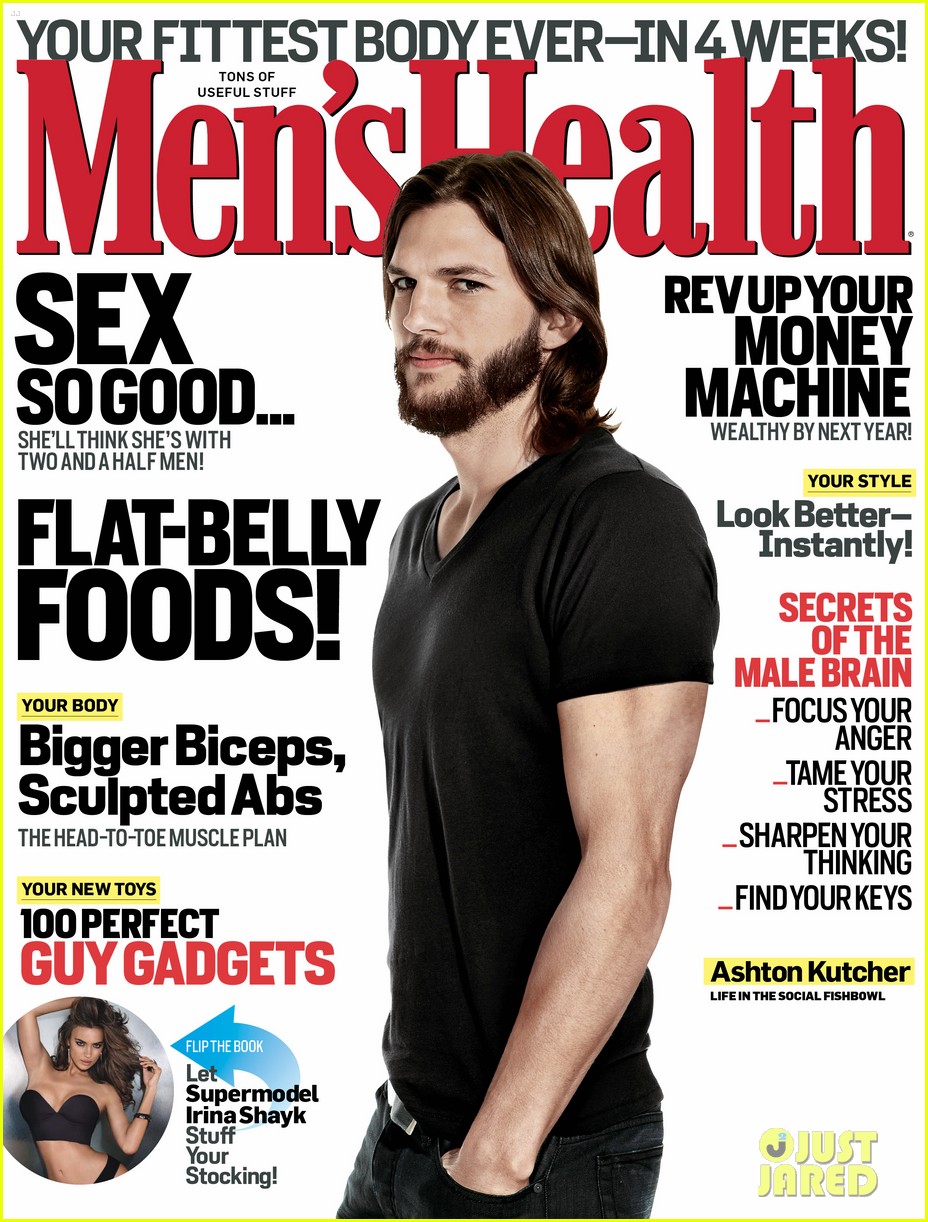 YOUR FITTEST BODY EVER—IN 4 WEEKS!
TONS OF
USEFUL STUFF
Men'sHealth®
SEX
SO GOOD...
SHE'LL THINK SHE'S WITH
TWO AND A HALF MEN!
FLAT-BELLY
FOODS!
YOUR BODY
Bigger Biceps,
Sculpted Abs
THE HEAD-TO-TOE MUSCLE PLAN
YOUR NEW TOYS
100 PERFECT
GUY GADGETS
FLIP THE BOOK
Let
Supermodel
Irina Shayk
Stuff
Your
Stocking!
REV UP YOUR
MONEY
MACHINE
WEALTHY BY NEXT YEAR!
YOUR STYLE
Look Better—
Instantly!
SECRETS
OF THE
MALE BRAIN
_FOCUS YOUR
ANGER
_TAME YOUR
STRESS
_SHARPEN YOUR
THINKING
_FIND YOUR KEYS
Ashton Kutcher
LIFE IN THE SOCIAL FISHBOWL
JUST
JARED